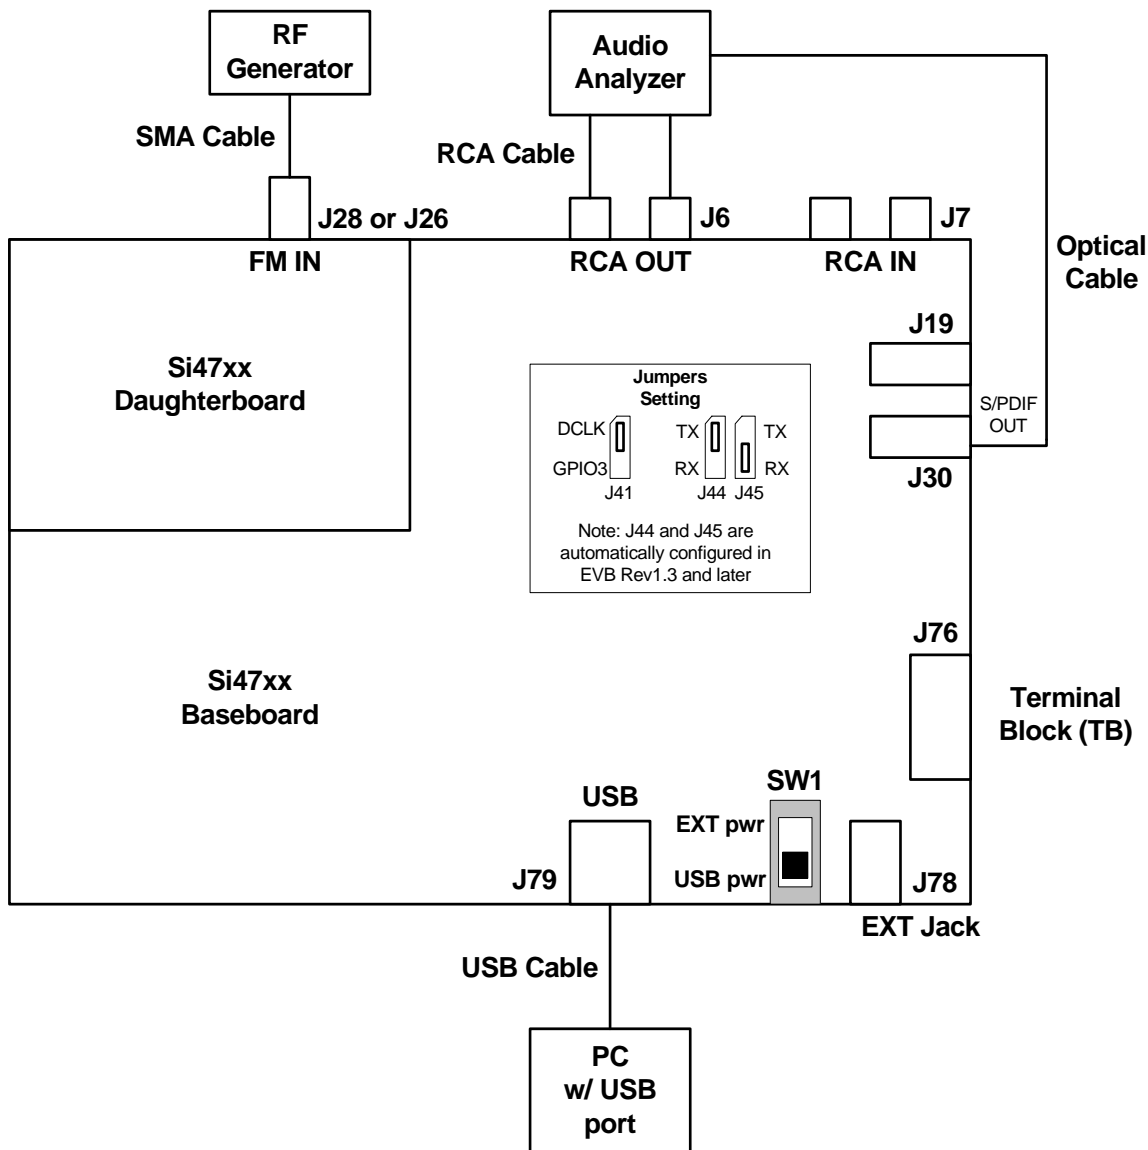 RF
Generator
Audio
Analyzer
SMA Cable
RCA Cable
J28 or J26
J6
J7
FM IN
RCA OUT
RCA IN
Optical
Cable
J19
Si47xx
Daughterboard
Jumpers
Setting
DCLK
TX
TX
GPIO3
RX
RX
J41
J44
J45
Note: J44 and J45 are
automatically configured in
EVB Rev1.3 and later
S/PDIF
OUT
J30
J76
Si47xx
Baseboard
Terminal
Block (TB)
SW1
USB
EXT pwr
USB pwr
J79
J78
EXT Jack
USB Cable
PC
w/ USB
port